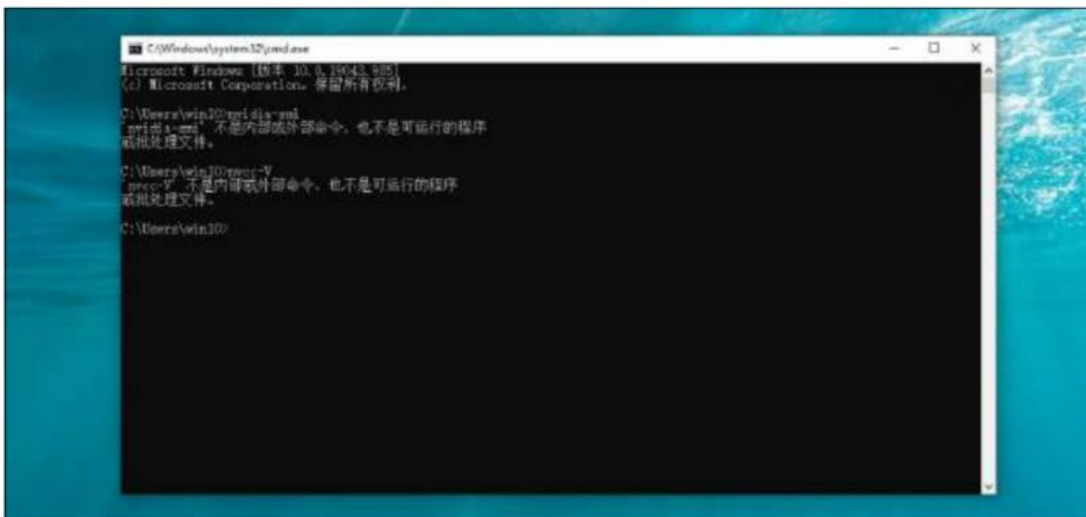 C:\Windows\system32\cmd.exe
Microsoft Windows [版本 10.0.19043.985]
(c) Microsoft Corporation。保留所有权利。
C:\Users\win10>nvidia-smi
'nvidia-smi' 不是内部或外部命令，也不是可运行的程序
或批处理文件。
C:\Users\win10>nvcc-V
'nvcc-V' 不是内部或外部命令，也不是可运行的程序
或批处理文件。
C:\Users\win10>